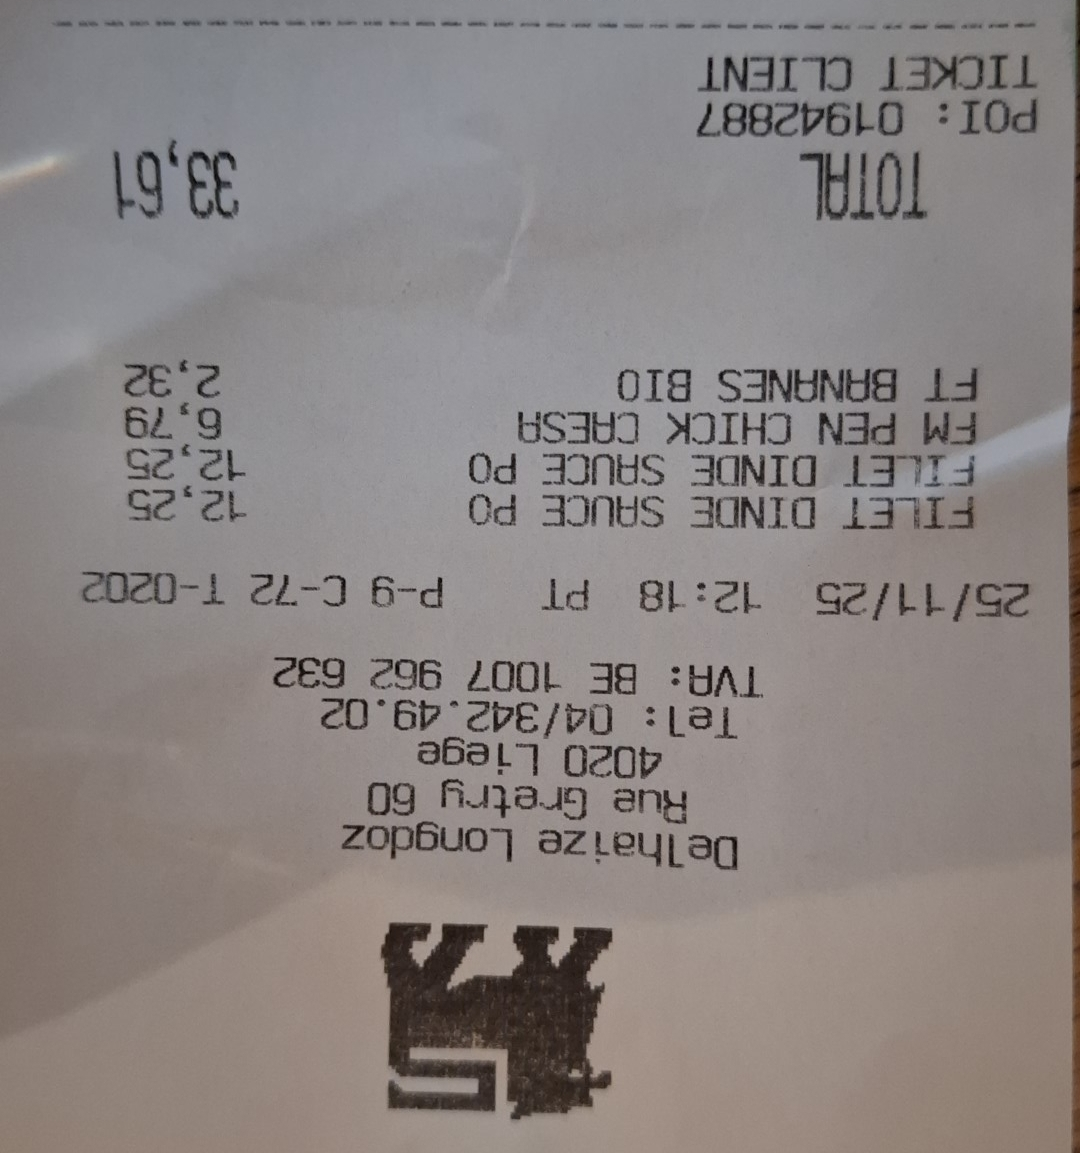 Delhaize Longdoz
Rue Gretry 60
4020 Liege
Tel: 04/342.49.02
TVA: BE 1007 962 632
25/11/25 12:18 PT P-9 C-72 T-0202
FILET DINDE SAUCE PO 12,25
FILET DINDE SAUCE PO 12,25
FM PEN CHICK CAESA 6,79
FT BANANES BIO 2,32
TOTAL 33,61
POI: 01942887
TICKET CLIENT